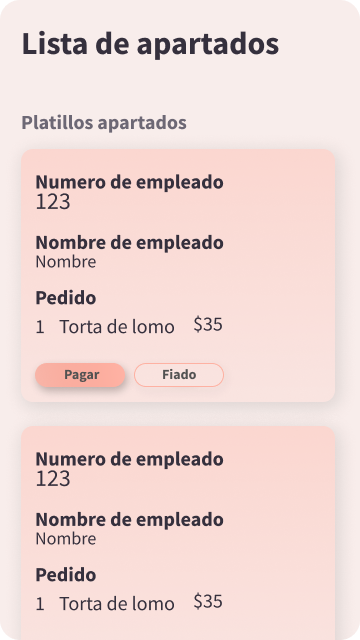 Lista de apartados
Platillos apartados
Numero de empleado
123
Nombre de empleado
Nombre
Pedido
1 Torta de lomo $35
Pagar Fiado
Numero de empleado
123
Nombre de empleado
Nombre
Pedido
1 Torta de lomo $35